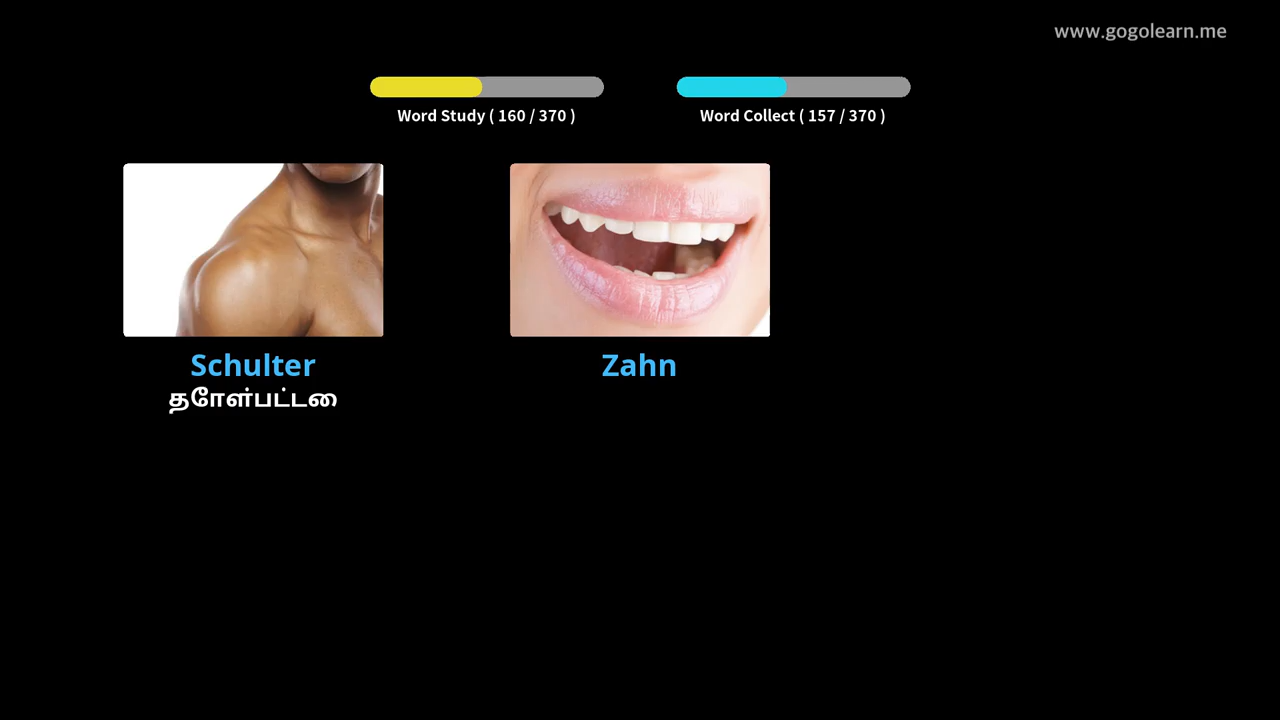 www.gogolearn.me
Word Study ( 160 / 370 )
Word Collect ( 157 / 370 )
Schulter
தோள்பட்டை
Zahn